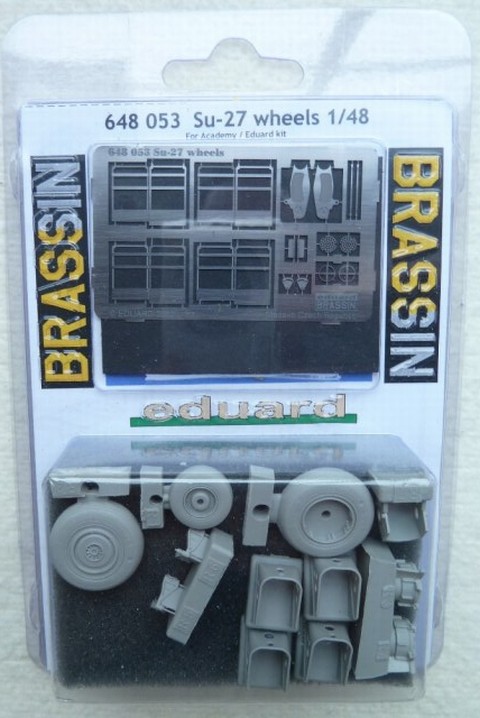 648 053 Su-27 wheels 1/48
For Academy / Eduard kit
648 053 Su-27 wheels
BRASSIN
BRASSIN
eduard